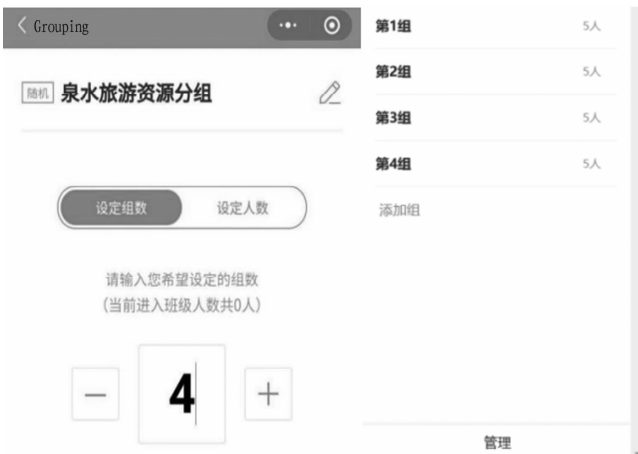 Grouping
随机 泉水旅游资源分组
设定组数 设定人数
请输入您希望设定的组数
(当前进入班级人数共0人)
4
第1组 5人
第2组 5人
第3组 5人
第4组 5人
添加组
管理